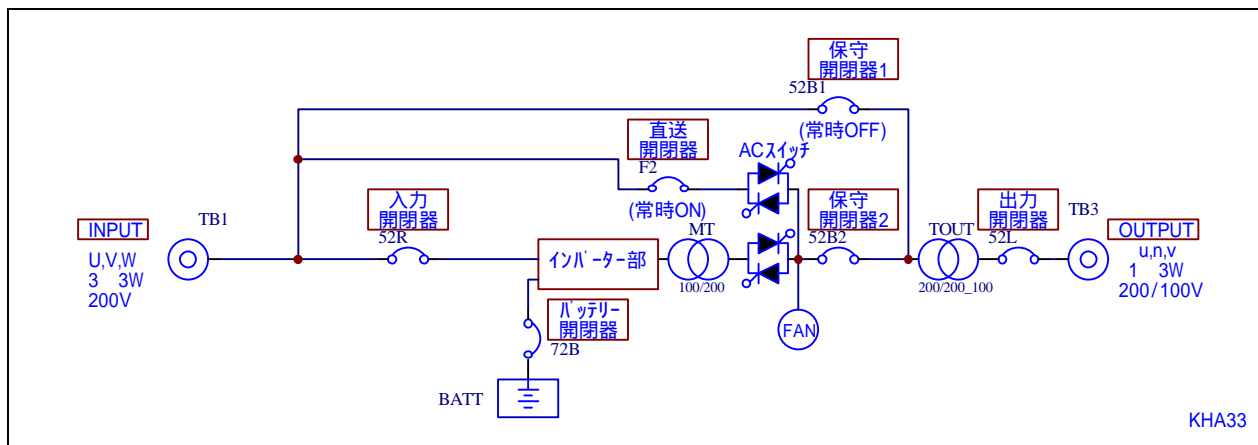 保守
開閉器1
52B1
(常時OFF)
直送
開閉器
F2
(常時ON)
ACスイッチ
入力
開閉器
52R
保守
開閉器2
52B2
出力
開閉器
52L
TB1
INPUT
U,V,W
3 3W
200V
インバーター部
MT
100/200
TOUT
200/200_100
TB3
OUTPUT
u,n,v
1 3W
200/100V
FAN
バッテリー
開閉器
72B
BATT
KHA33